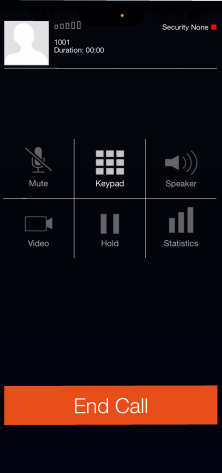 Security None
1001
Duration: 00:00
Mute
Keypad
Speaker
Video
Hold
Statistics
End Call